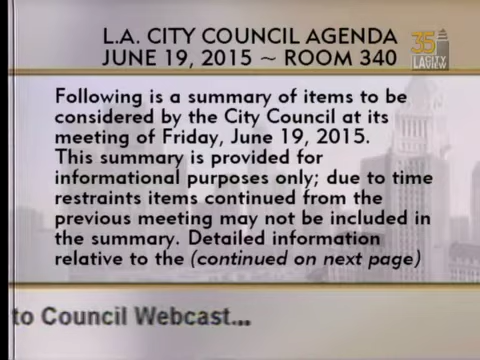 L.A. CITY COUNCIL AGENDA
JUNE 19, 2015 ~ ROOM 340
35
LA CITY
VIEW
Following is a summary of items to be
considered by the City Council at its
meeting of Friday, June 19, 2015.
This summary is provided for
informational purposes only; due to time
restraints items continued from the
previous meeting may not be included in
the summary. Detailed information
relative to the (continued on next page)
to Council Webcast...